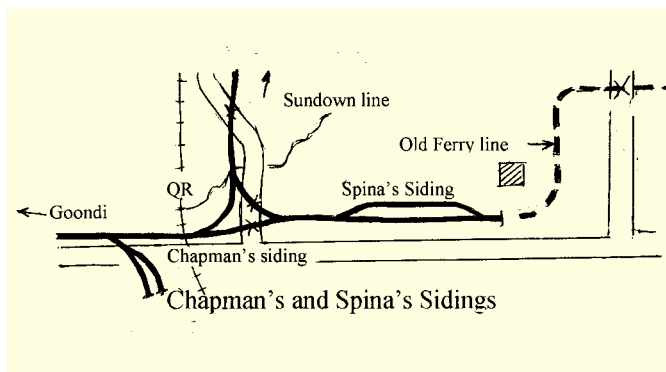 Sundown line
Old Ferry line
QR
Spina's Siding
Goondi
Chapman's siding
Chapman's and Spina's Sidings